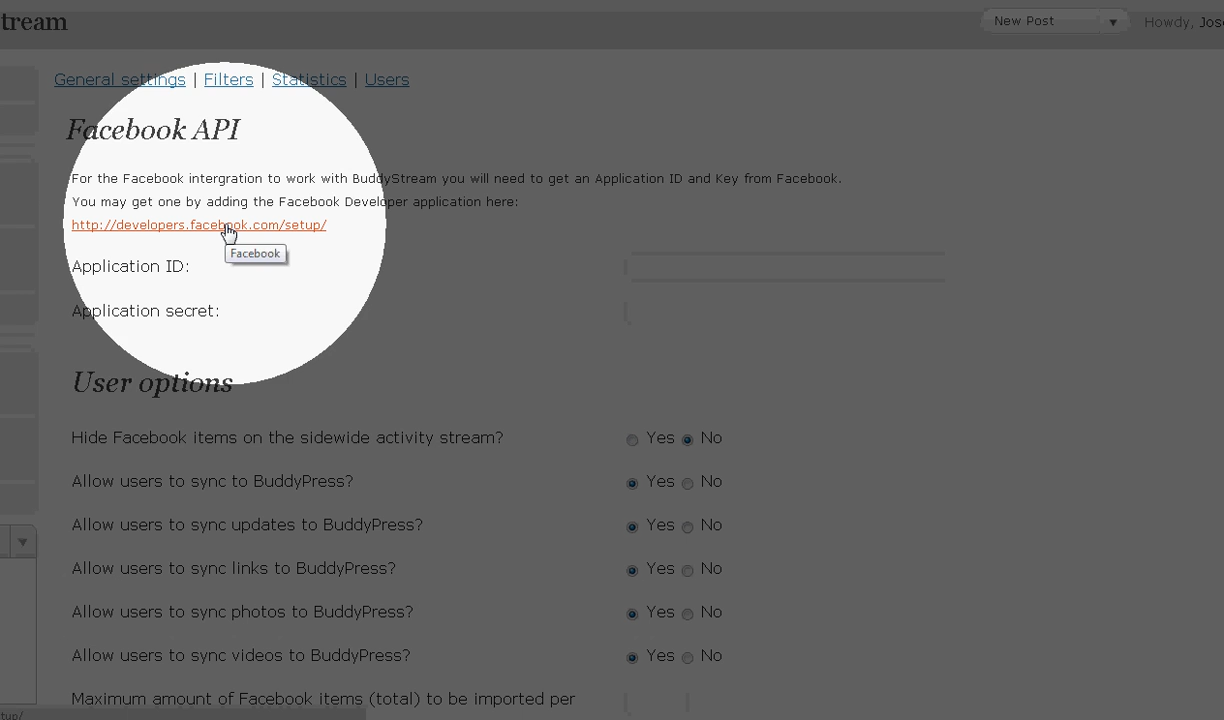 tream
New Post
Howdy, Jose
General settings | Filters | Statistics | Users
Facebook API
For the Facebook intergration to work with BuddyStream you will need to get an Application ID and Key from Facebook.
You may get one by adding the Facebook Developer application here:
http://developers.facebook.com/setup/
Facebook
Application ID:
Application secret:
User options
Hide Facebook items on the sidewide activity stream? Yes No
Allow users to sync to BuddyPress? Yes No
Allow users to sync updates to BuddyPress? Yes No
Allow users to sync links to BuddyPress? Yes No
Allow users to sync photos to BuddyPress? Yes No
Allow users to sync videos to BuddyPress? Yes No
Maximum amount of Facebook items (total) to be imported per
tup/